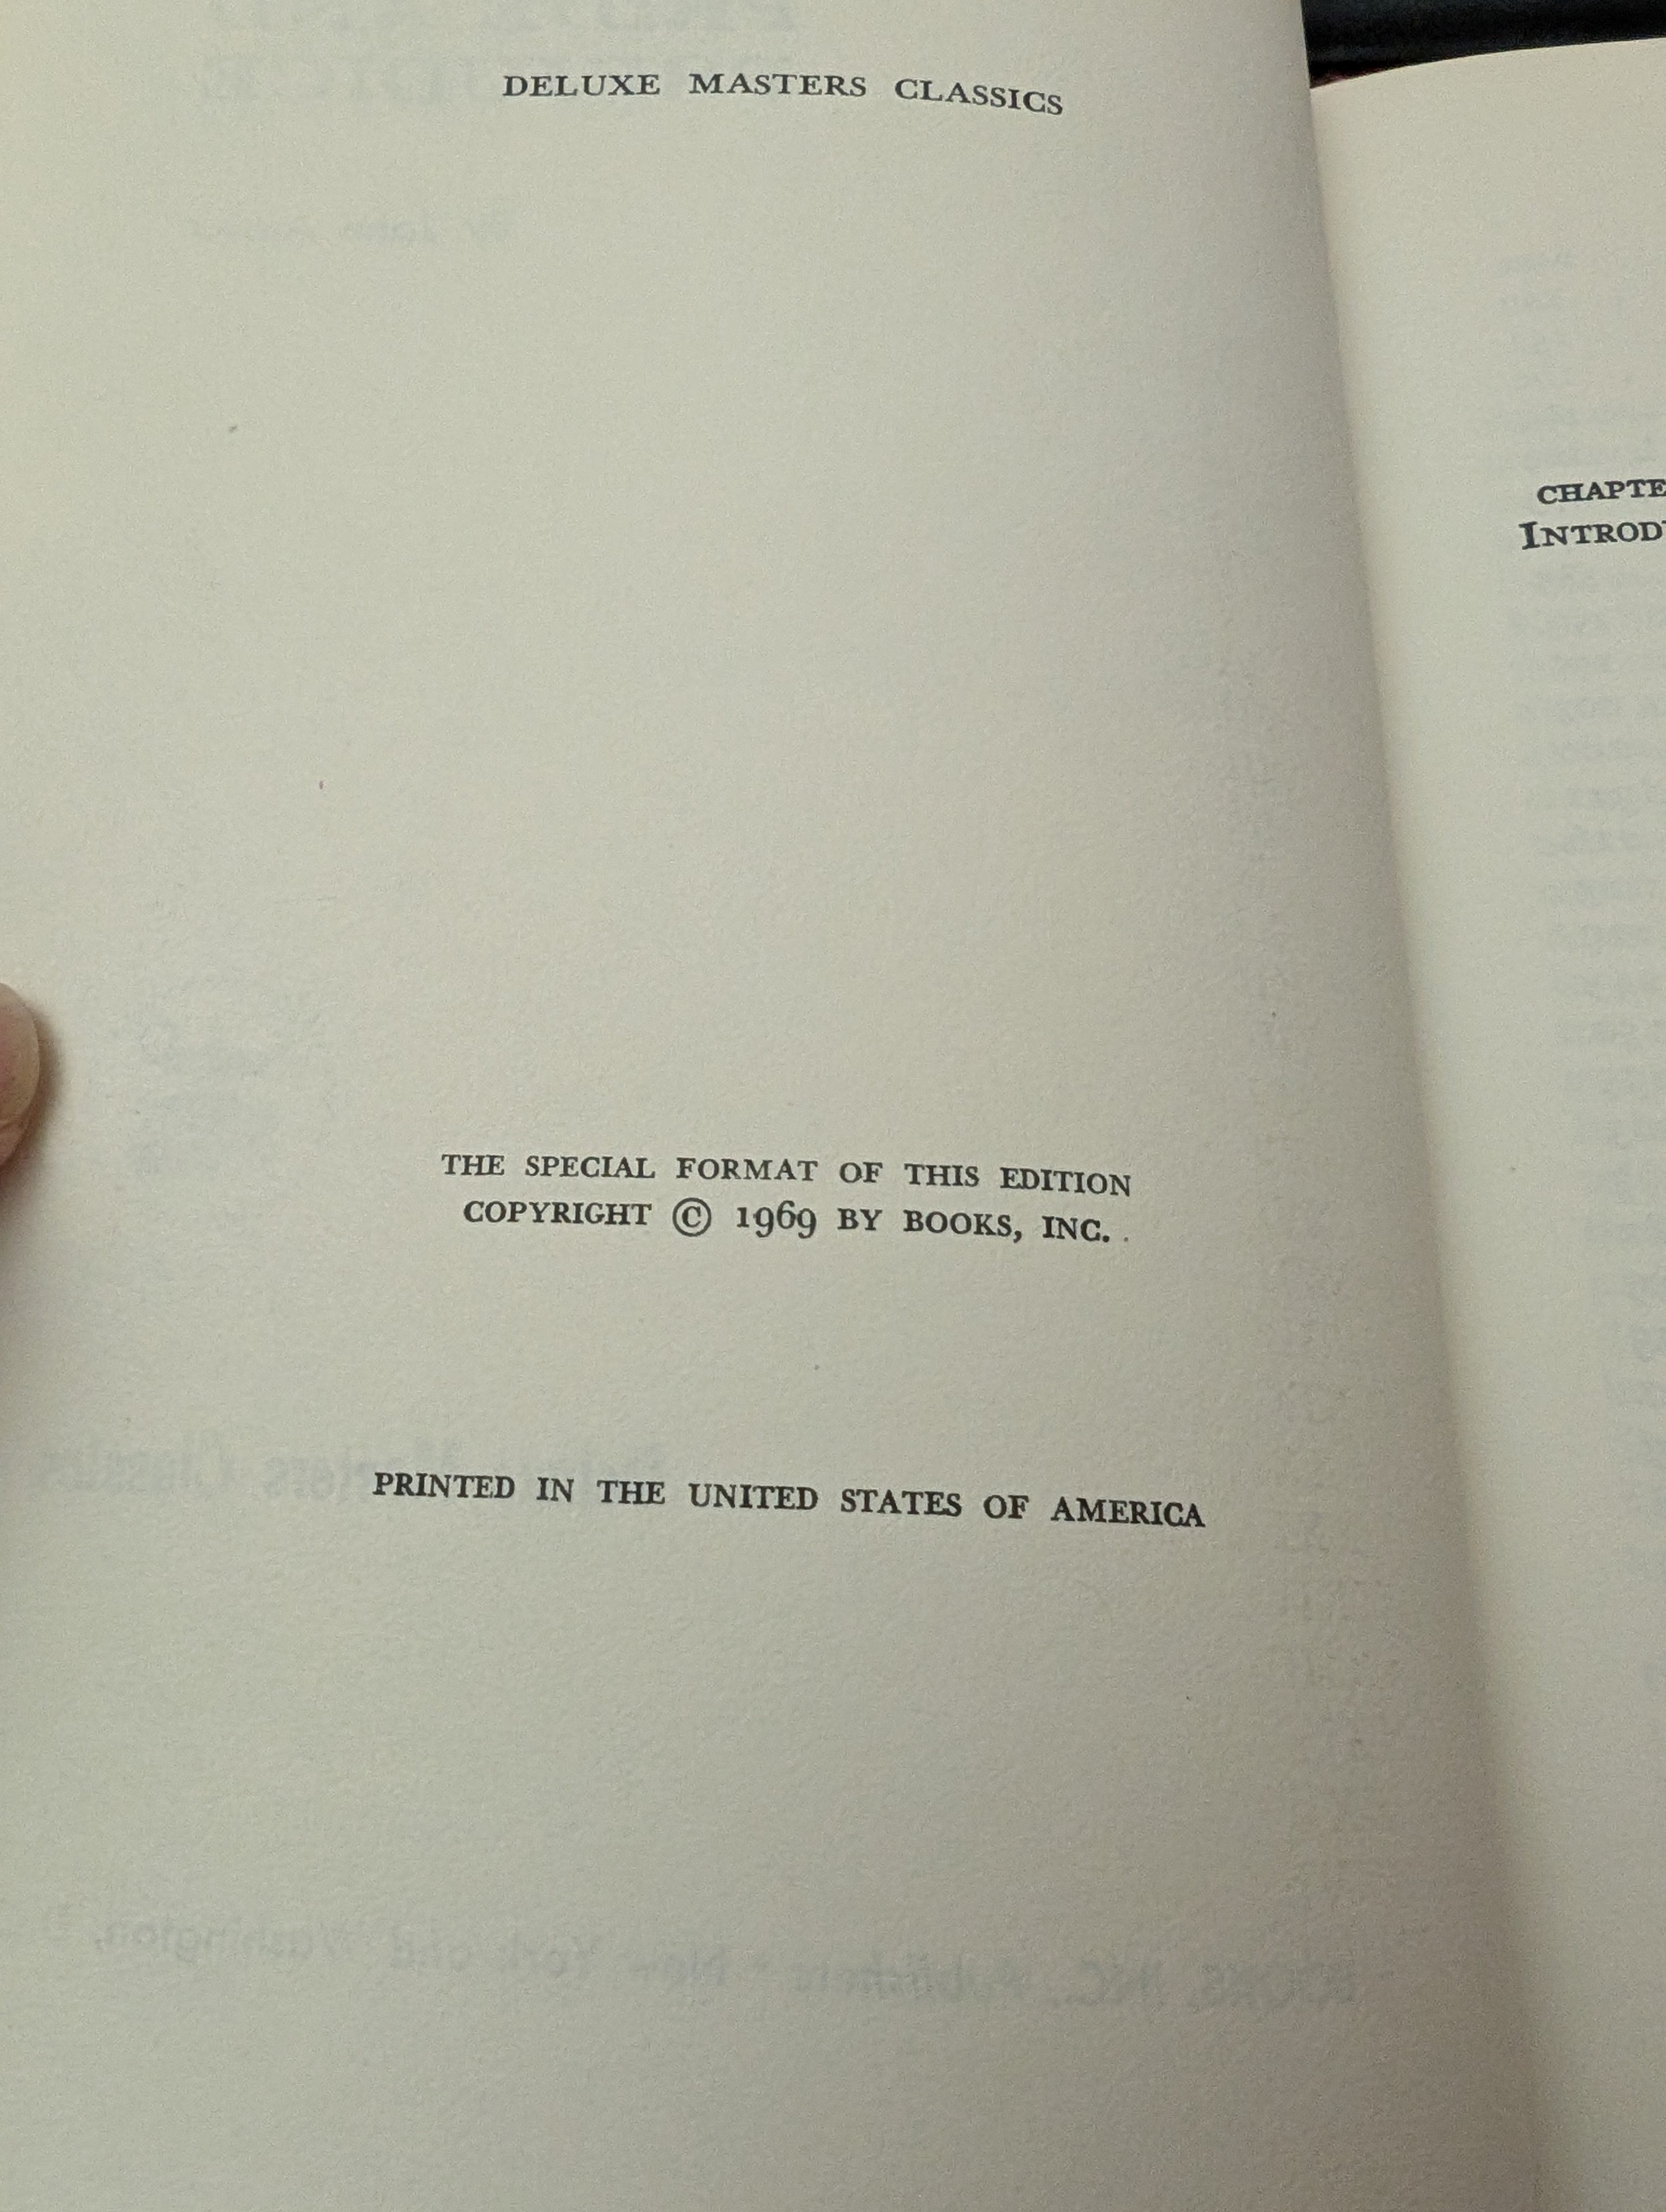 DELUXE MASTERS CLASSICS
THE SPECIAL FORMAT OF THIS EDITION
COPYRIGHT © 1969 BY BOOKS, INC.
PRINTED IN THE UNITED STATES OF AMERICA
CHAPTE
INTROD